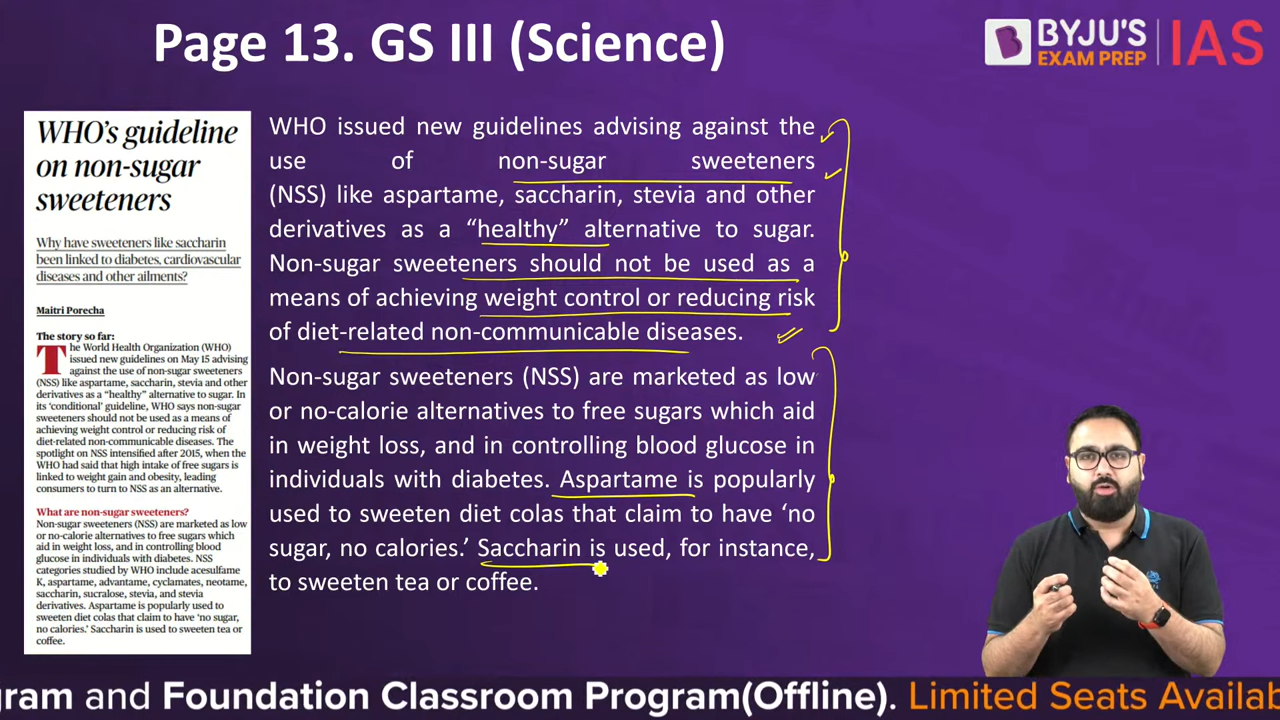 Page 13. GS III (Science)
BYJU'S
EXAM PREP
IAS
WHO's guideline
on non-sugar
sweeteners
Why have sweeteners like saccharin
been linked to diabetes, cardiovascular
diseases and other ailments?
Maitri Porecha
The story so far:
The World Health Organization (WHO)
issued new guidelines on May 15 advising
against the use of non-sugar sweeteners
(NSS) like aspartame, saccharin, stevia and other
derivatives as a "healthy" alternative to sugar. In
its 'conditional' guideline, WHO says non-sugar
sweeteners should not be used as a means of
achieving weight control or reducing risk of
diet-related non-communicable diseases. The
spotlight on NSS intensified after 2015, when the
WHO had said that high intake of free sugars is
linked to weight gain and obesity, leading
consumers to turn to NSS as an alternative.
What are non-sugar sweeteners?
Non-sugar sweeteners (NSS) are marketed as low
or no-calorie alternatives to free sugars which aid
in weight loss, and in controlling blood
glucose in individuals with diabetes. NSS
categories studied by WHO include acesulfame
K, aspartame, advantame, cyclamates, neotame,
saccharin, sucralose, stevia, and stevia
derivatives. Aspartame is popularly used to
sweeten diet colas that claim to have 'no sugar,
no calories.' Saccharin is used to sweeten tea or
coffee.
WHO issued new guidelines advising against the
use of non-sugar sweeteners
(NSS) like aspartame, saccharin, stevia and other
derivatives as a “healthy” alternative to sugar.
Non-sugar sweeteners should not be used as a
means of achieving weight control or reducing risk
of diet-related non-communicable diseases.
Non-sugar sweeteners (NSS) are marketed as low
or no-calorie alternatives to free sugars which aid
in weight loss, and in controlling blood glucose in
individuals with diabetes. Aspartame is popularly
used to sweeten diet colas that claim to have ‘no
sugar, no calories.’ Saccharin is used, for instance,
to sweeten tea or coffee.
gram and Foundation Classroom Program(Offline). Limited Seats Availab